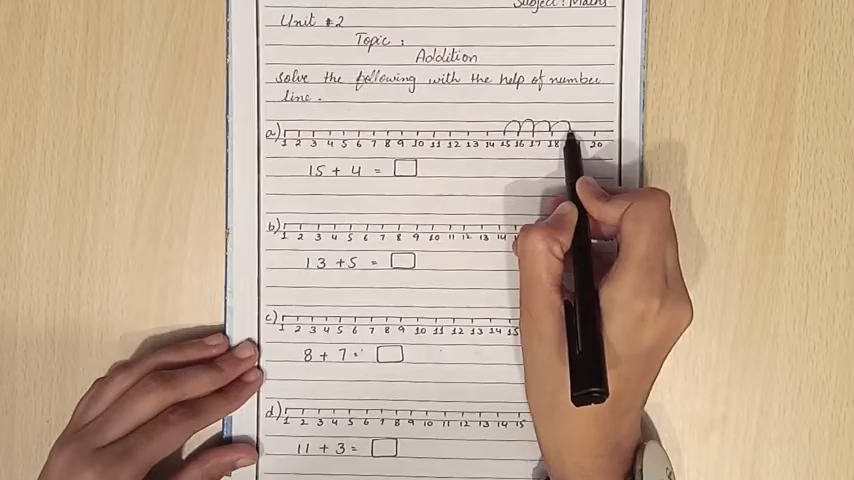 Subject: Maths
Unit #2
Topic :
Addition
solve the following with the help of number
line.
a) 1 2 3 4 5 6 7 8 9 10 11 12 13 14 15 16 17 18 20
15 + 4 =
b) 1 2 3 4 5 6 7 8 9 10 11 12 13 14
13 + 5 =
c) 1 2 3 4 5 6 7 8 9 10 11 12 13 14 15
8 + 7 =
d) 1 2 3 4 5 6 7 8 9 10 11 12 13 14 15
11 + 3 =